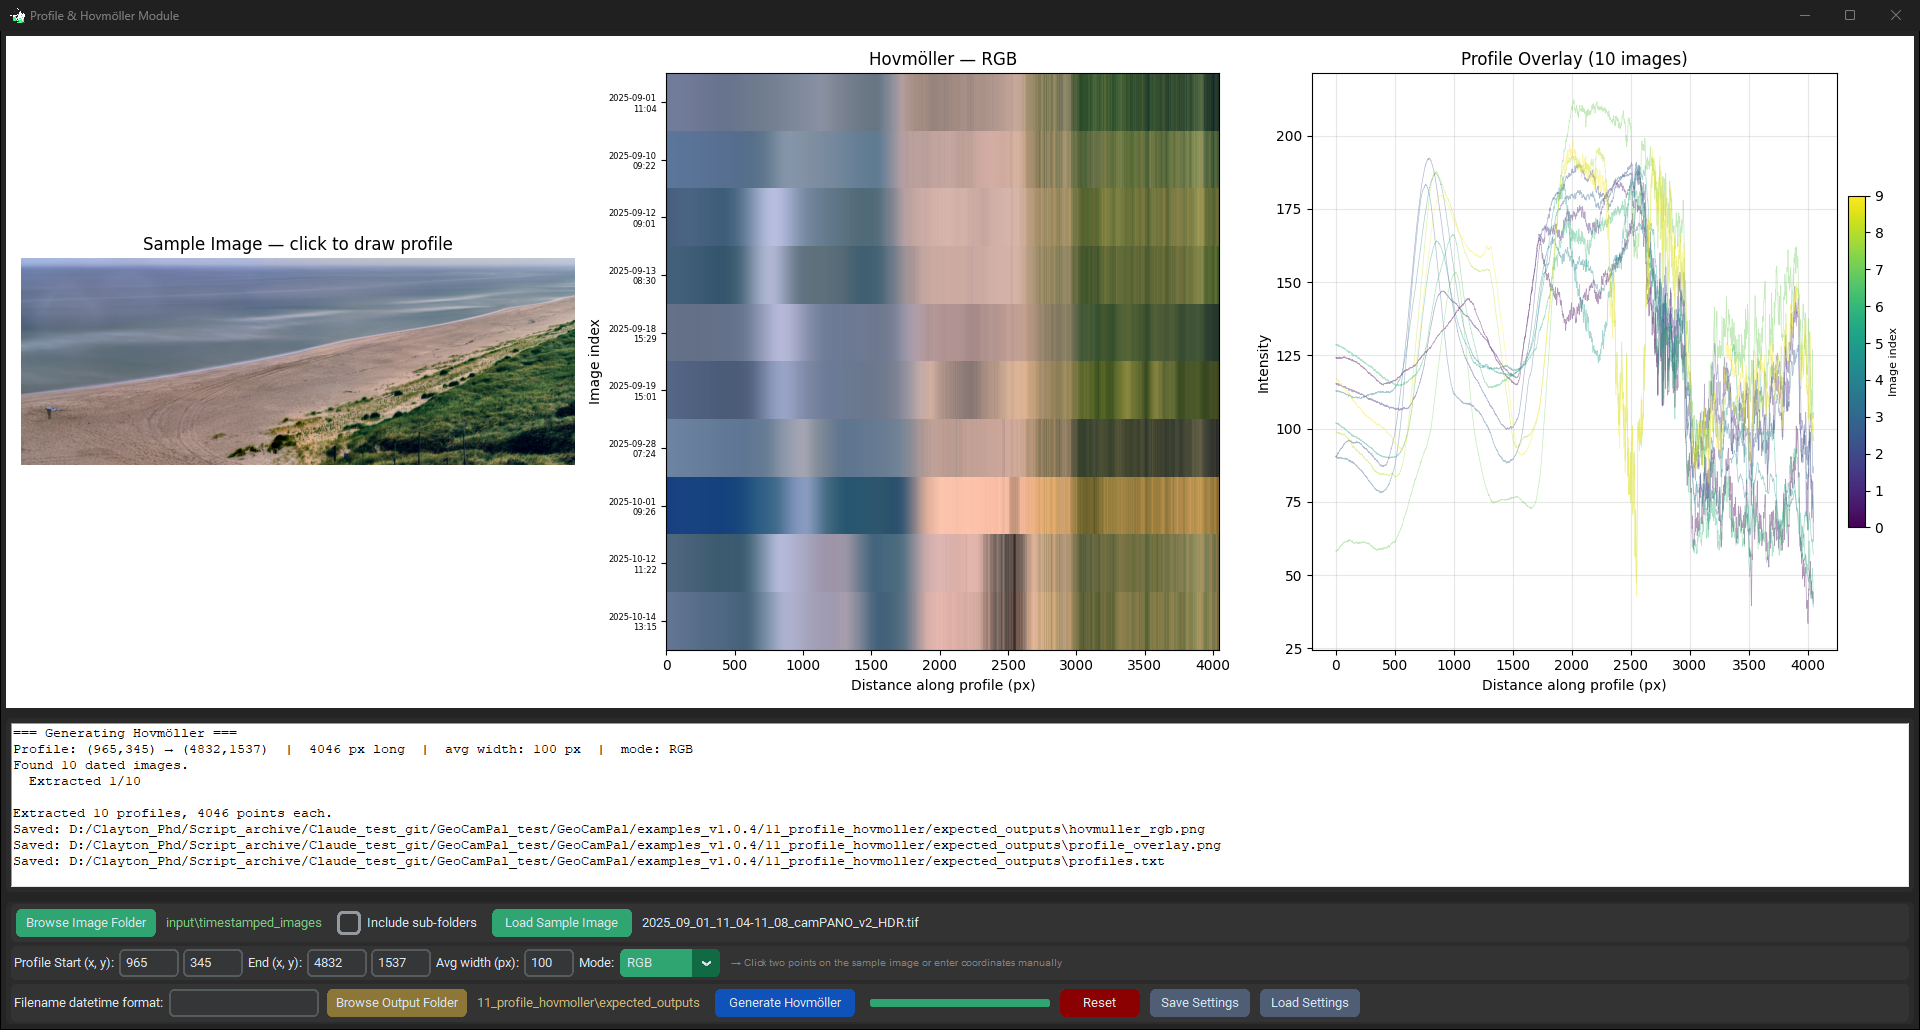 Profile & Hovmöller Module
Sample Image — click to draw profile
Hovmöller — RGB
Image index
2025-09-01
11:04
2025-09-10
09:22
2025-09-12
09:01
2025-09-13
08:30
2025-09-18
15:29
2025-09-19
15:01
2025-09-28
07:24
2025-10-01
09:26
2025-10-12
11:22
2025-10-14
13:15
0 500 1000 1500 2000 2500 3000 3500 4000
Distance along profile (px)
Profile Overlay (10 images)
Intensity
200
175
150
125
100
75
50
25
0 500 1000 1500 2000 2500 3000 3500 4000
Distance along profile (px)
9
8
7
6
5
4
3
2
1
0
Image index
=== Generating Hovmöller ===
Profile: (965,345) → (4832,1537)  |  4046 px long  |  avg width: 100 px  |  mode: RGB
Found 10 dated images.
Extracted 1/10
Extracted 10 profiles, 4046 points each.
Saved: D:/Clayton_Phd/Script_archive/Claude_test_git/GeoCamPal_test/GeoCamPal/examples_v1.0.4/11_profile_hovmoller/expected_outputs\hovmuller_rgb.png
Saved: D:/Clayton_Phd/Script_archive/Claude_test_git/GeoCamPal_test/GeoCamPal/examples_v1.0.4/11_profile_hovmoller/expected_outputs\profile_overlay.png
Saved: D:/Clayton_Phd/Script_archive/Claude_test_git/GeoCamPal_test/GeoCamPal/examples_v1.0.4/11_profile_hovmoller/expected_outputs\profiles.txt
Browse Image Folder input\timestamped_images Include sub-folders Load Sample Image 2025_09_01_11_04-11_08_camPANO_v2_HDR.tif
Profile Start (x, y): 965 345 End (x, y): 4832 1537 Avg width (px): 100 Mode: RGB → Click two points on the sample image or enter coordinates manually
Filename datetime format: Browse Output Folder 11_profile_hovmoller\expected_outputs Generate Hovmöller Reset Save Settings Load Settings